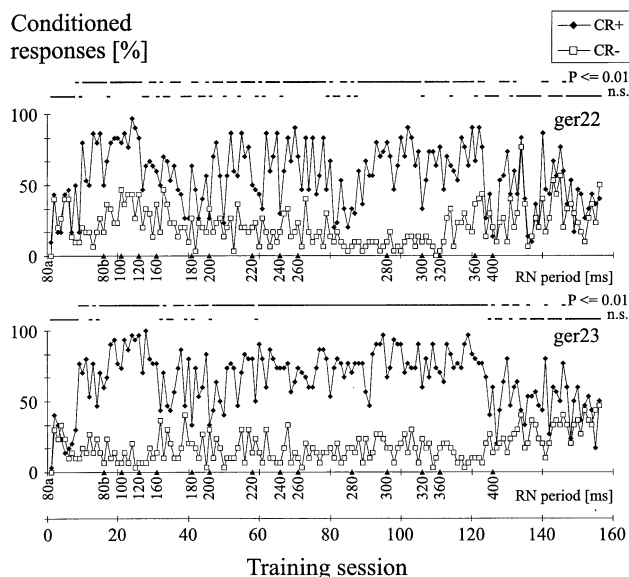 Conditioned
responses [%]
CR+
CR-
P <= 0.01
n.s.
ger22
100
50
0
80a 80b 100 120 160 180 200 220 240 260 280 300 320 360 400
RN period [ms]
P <= 0.01
n.s.
ger23
100
50
0
80a 80b 100 120 160 180 200 220 240 260 280 300 320 360 400
RN period [ms]
0 20 40 60 80 100 120 140 160
Training session